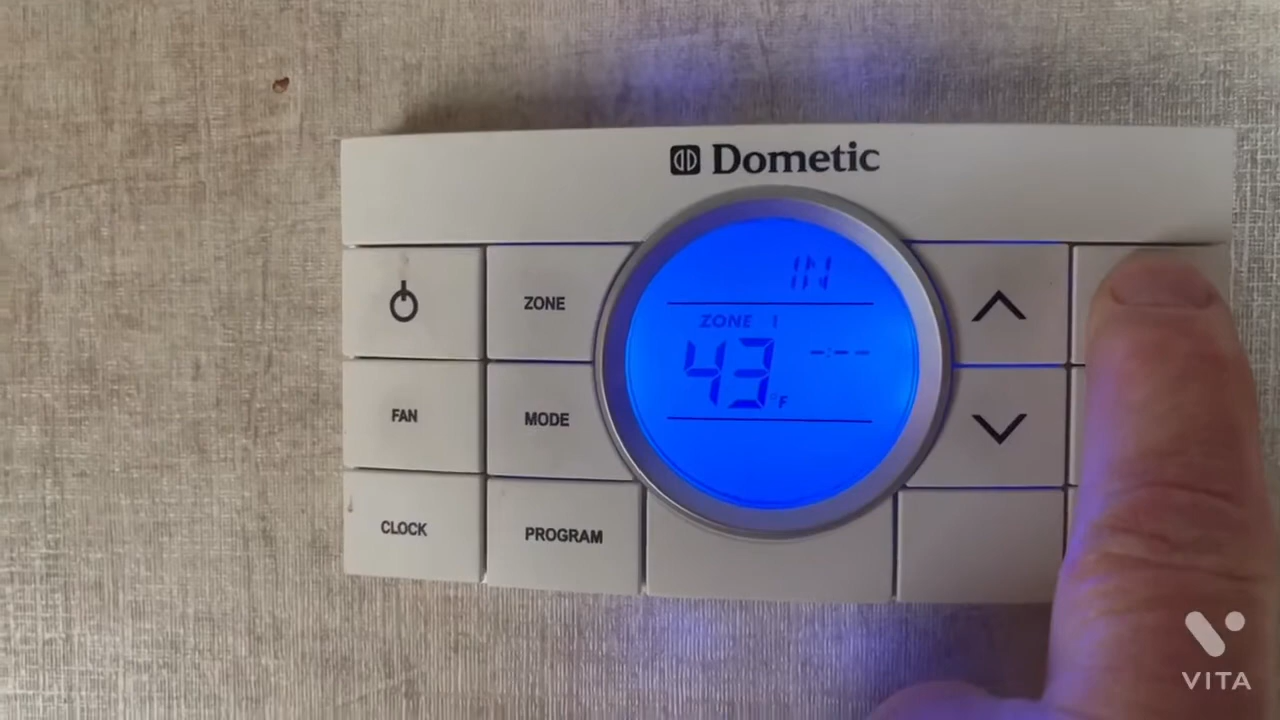 Dometic
IN
ZONE
ZONE 1
43 °F
-:--
FAN
MODE
CLOCK
PROGRAM
VITA